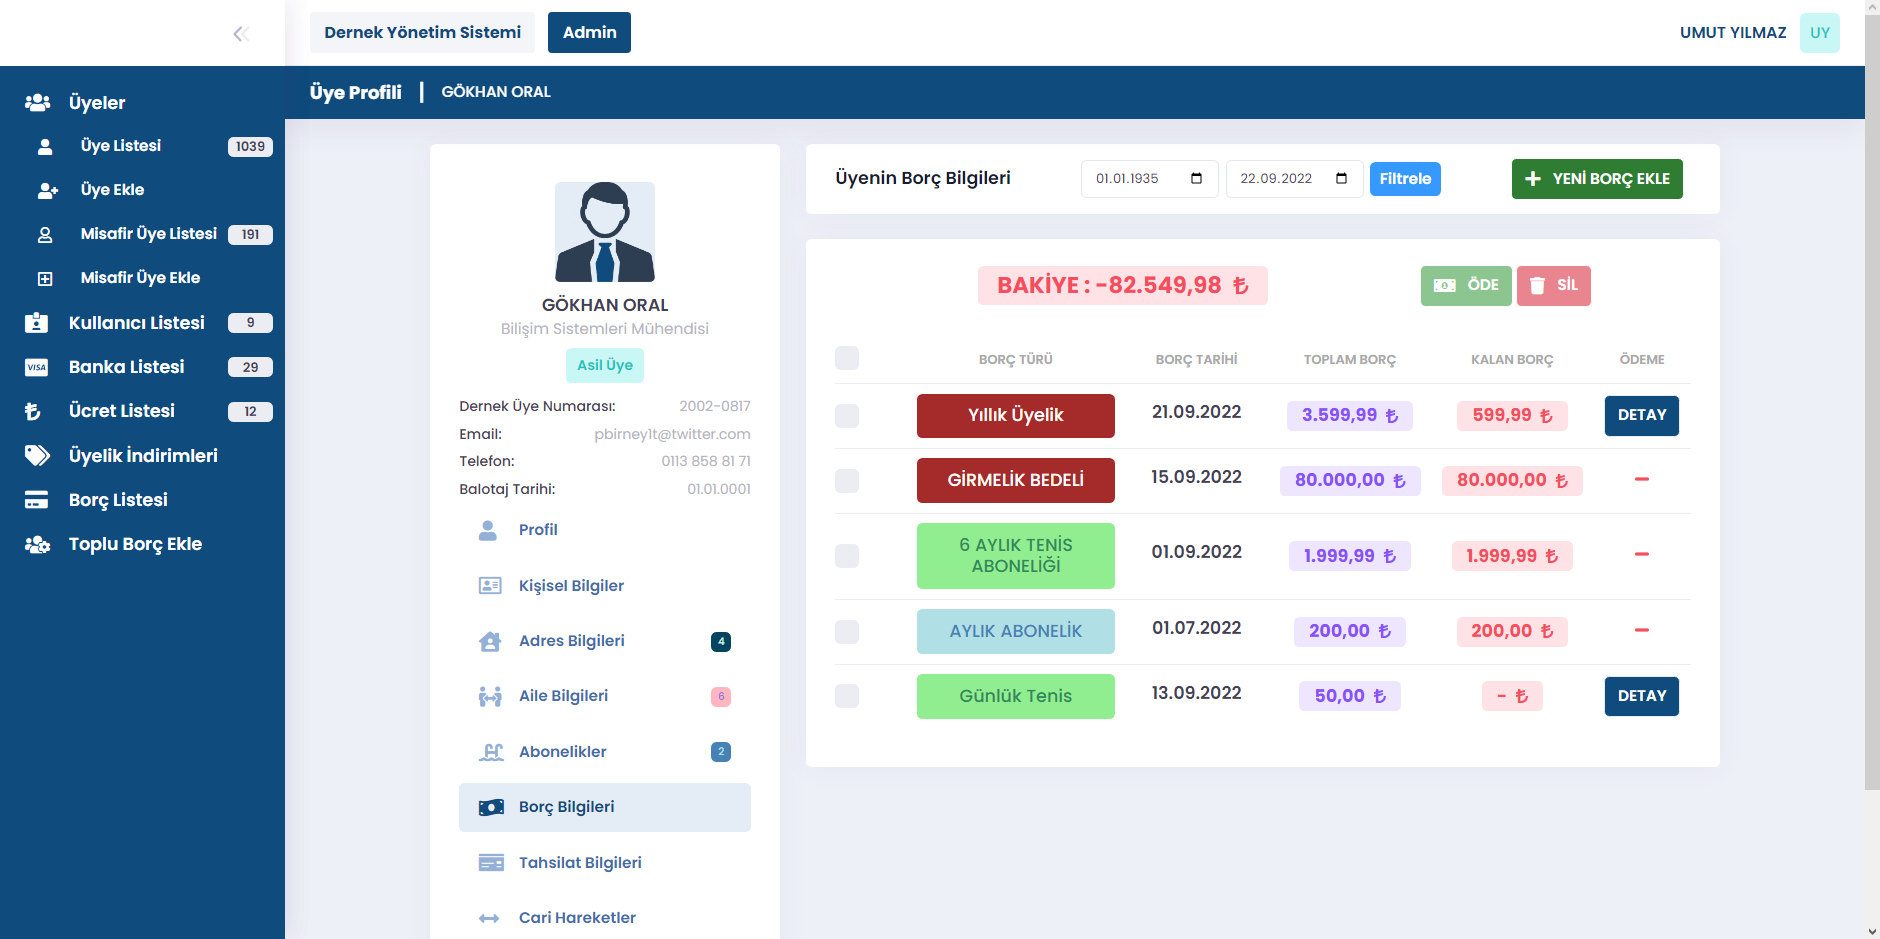 Dernek Yönetim Sistemi
Admin
UMUT YILMAZ
UY
Üye Profili
GÖKHAN ORAL
Üyeler
Üye Listesi 1039
Üye Ekle
Misafir Üye Listesi 191
Misafir Üye Ekle
Kullanıcı Listesi 9
VISA
Banka Listesi 29
Ücret Listesi 12
Üyelik İndirimleri
Borç Listesi
Toplu Borç Ekle
GÖKHAN ORAL
Bilişim Sistemleri Mühendisi
Asil Üye
Dernek Üye Numarası: 2002-0817
Email: pbirney1t@twitter.com
Telefon: 0113 858 81 71
Balotaj Tarihi: 01.01.0001
Profil
Kişisel Bilgiler
Adres Bilgileri 4
Aile Bilgileri 6
Abonelikler 2
Borç Bilgileri
Tahsilat Bilgileri
Cari Hareketler
Üyenin Borç Bilgileri
01.01.1935
22.09.2022
Filtrele
YENİ BORÇ EKLE
BAKİYE : -82.549,98 ₺
ÖDE
SİL
BORÇ TÜRÜ BORÇ TARİHİ TOPLAM BORÇ KALAN BORÇ ÖDEME
Yıllık Üyelik 21.09.2022 3.599,99 ₺ 599,99 ₺ DETAY
GİRMELİK BEDELİ 15.09.2022 80.000,00 ₺ 80.000,00 ₺ -
6 AYLIK TENİS
ABONELİĞİ 01.09.2022 1.999,99 ₺ 1.999,99 ₺ -
AYLIK ABONELİK 01.07.2022 200,00 ₺ 200,00 ₺ -
Günlük Tenis 13.09.2022 50,00 ₺ - ₺ DETAY